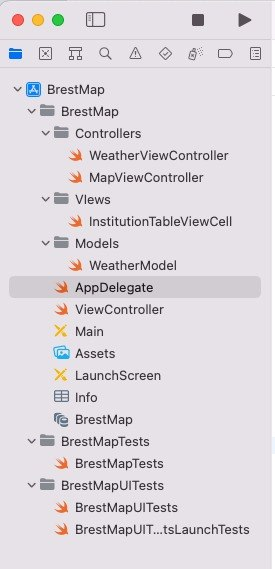 BrestMap
BrestMap
Controllers
WeatherViewController
MapViewController
VIews
InstitutionTableViewCell
Models
WeatherModel
AppDelegate
ViewController
Main
Assets
LaunchScreen
Info
BrestMap
BrestMapTests
BrestMapTests
BrestMapUITests
BrestMapUITests
BrestMapUIT...tsLaunchTests